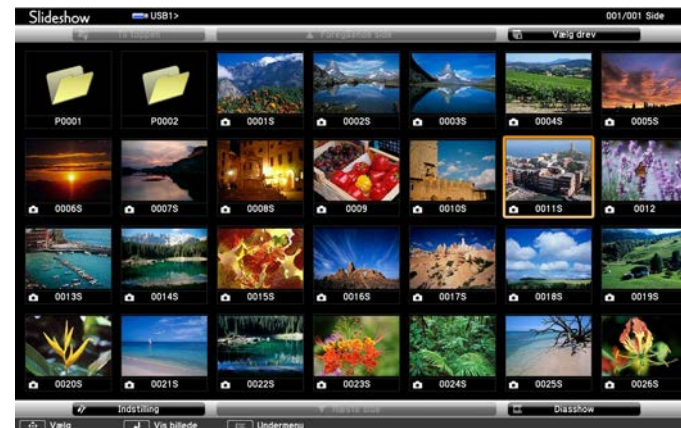 Slideshow USB1> 001/001 Side
To toppen Foregående side Vælg drev
P0001 P0002 0001S 0002S 0003S 0004S 0005S
0006S 0007S 0008S 0009 0010S 0011S 0012
0013S 0014S 0015S 0016S 0017S 0018S 0019S
0020S 0021S 0022S 0023S 0024S 0025S 0026S
Indstilling Næste side Diasshow
Vælg Vis billede Undermenu